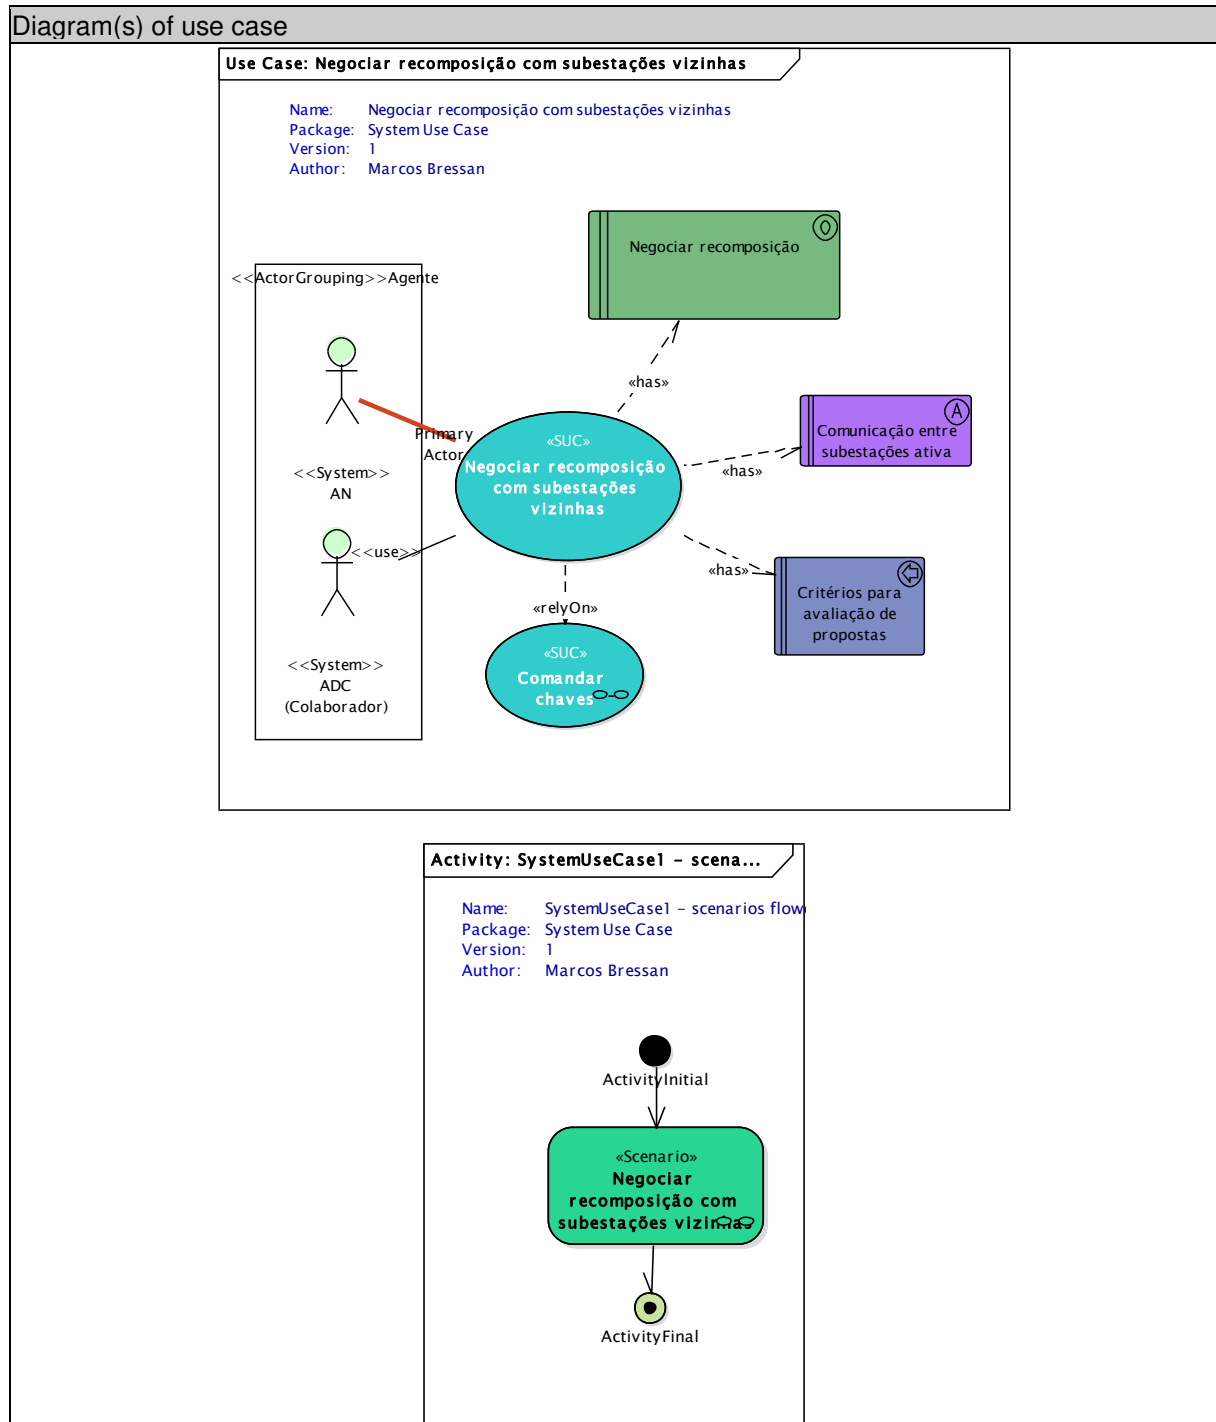 Diagram(s) of use case
Use Case: Negociar recomposição com subestações vizinhas
Name: Negociar recomposição com subestações vizinhas
Package: System Use Case
Version: 1
Author: Marcos Bressan
Negociar recomposição
<<ActorGrouping>>Agente
«has»
A
Comunicação entre
subestações ativa
«has»
Primary
Actor
<<System>>
AN
«SUC»
Negociar recomposição
com subestações
vizinhas
<<use>>
«has»
Critérios para
avaliação de
propostas
«relyOn»
<<System>>
ADC
(Colaborador)
«SUC»
Comandar
chaves
Activity: SystemUseCase1 - scena...
Name: SystemUseCase1 - scenarios flow
Package: System Use Case
Version: 1
Author: Marcos Bressan
ActivityInitial
«Scenario»
Negociar
recomposição com
subestações vizinhas
ActivityFinal